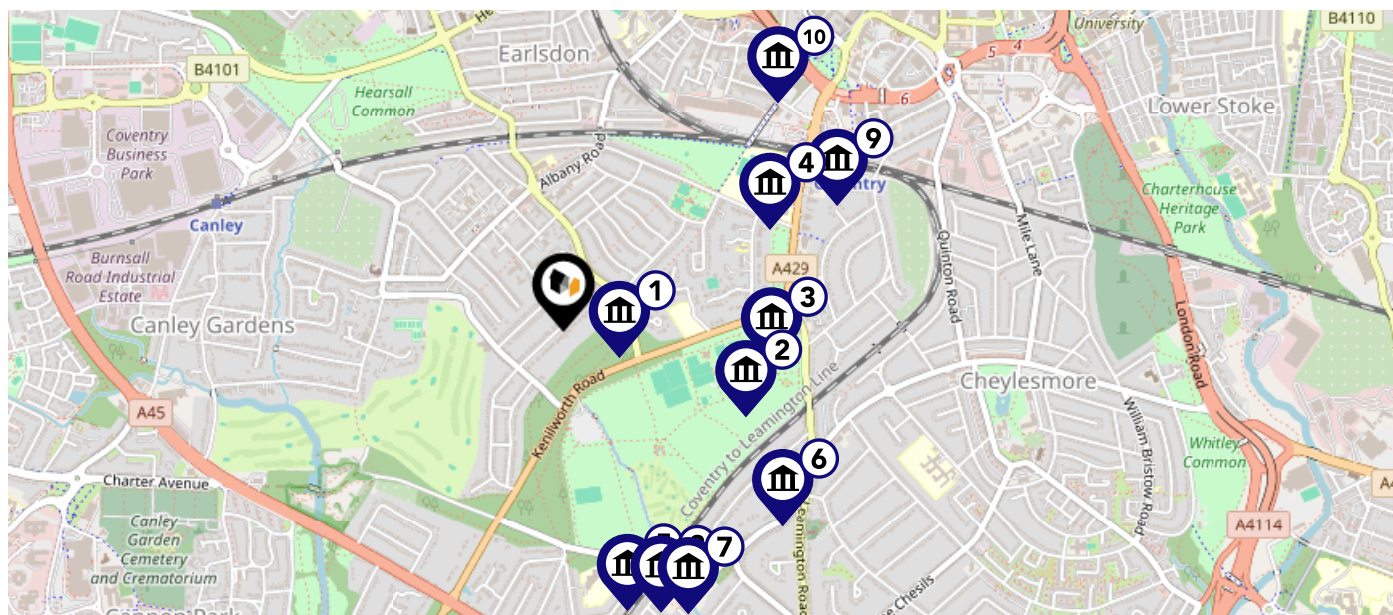 University
B4110
Earlsdon
5
4
10
B4101
Hearsall
Common
6
Lower Stoke
Coventry
Business
Park
Albany Road
9
4
Canley
Charterhouse
Heritage
Park
Mile Lane
Quinton Road
Burnsall
Road Industrial
Estate
A429
1
3
Canley Gardens
London Road
2
Kenilworth Road
Coventry to Leamington Line
Cheylesmore
A45
William Bristow Road
Whitley
Common
6
Charter Avenue
Canley
Garden
Cemetery
and Crematorium
A4114
7